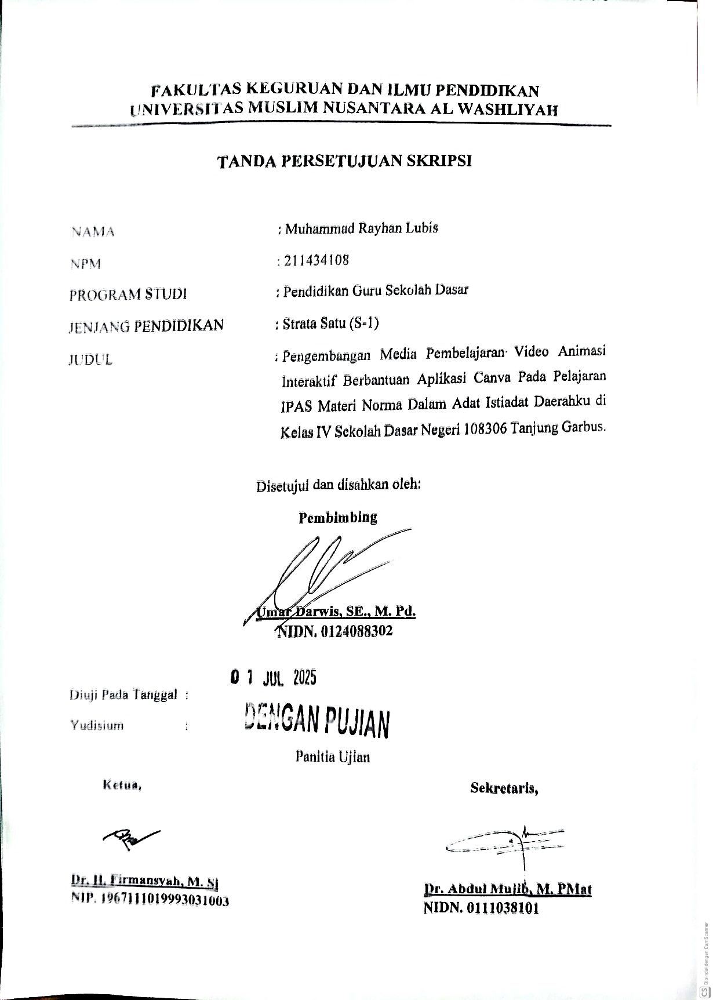 FAKULTAS KEGURUAN DAN ILMU PENDIDIKAN
UNIVERSITAS MUSLIM NUSANTARA AL WASHLIYAH
TANDA PERSETUJUAN SKRIPSI
NAMA : Muhammad Rayhan Lubis
NPM : 211434108
PROGRAM STUDI : Pendidikan Guru Sekolah Dasar
JENJANG PENDIDIKAN : Strata Satu (S-1)
JUDUL : Pengembangan Media Pembelajaran Video Animasi
Interaktif Berbantuan Aplikasi Canva Pada Pelajaran
IPAS Materi Norma Dalam Adat Istiadat Daerahku di
Kelas IV Sekolah Dasar Negeri 108306 Tanjung Garbus.
Disetujui dan disahkan oleh:
Pembimbing
Umar Darwis, SE., M. Pd.
NIDN. 0124088302
01 JUL 2025
Diuji Pada Tanggal :
Yudisium : DENGAN PUJIAN
Panitia Ujian
Ketua,
Sekretaris,
Dr. H. Firmansyah, M. Si
NIP. 1967111019993031003
Dr. Abdul Mujib, M. PMat
NIDN. 0111038101
CS Dipindai dengan CamScanner